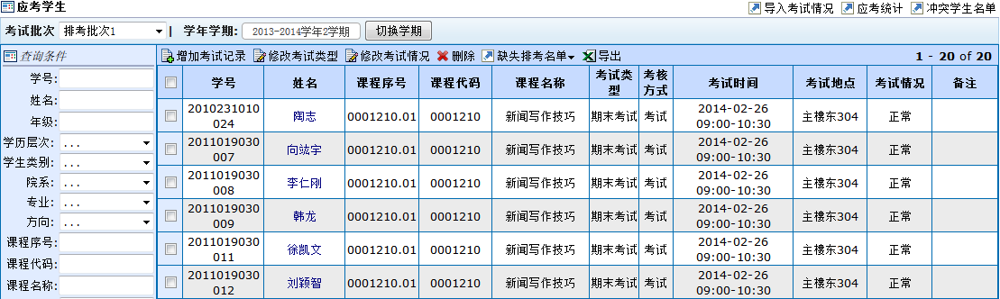 应考学生
导入考试情况 应考统计 冲突学生名单
考试批次 排考批次1 | 学年学期: 2013-2014学年2学期 切换学期
查询条件
学号:
姓名:
年级:
学历层次: ...
学生类别: ...
院系: ...
专业: ...
方向: ...
课程序号:
课程代码:
课程名称:
增加考试记录 修改考试类型 修改考试情况 删除 缺失排考名单 导出 1 - 20 of 20
学号 姓名 课程序号 课程代码 课程名称 考试类型 考核方式 考试时间 考试地点 考试情况 备注
2010231010024 陶志 0001210.01 0001210 新闻写作技巧 期末考试 考试 2014-02-26 09:00-10:30 主楼东304 正常
2011019030007 向竑宇 0001210.01 0001210 新闻写作技巧 期末考试 考试 2014-02-26 09:00-10:30 主楼东304 正常
2011019030008 李仁刚 0001210.01 0001210 新闻写作技巧 期末考试 考试 2014-02-26 09:00-10:30 主楼东304 正常
2011019030009 韩龙 0001210.01 0001210 新闻写作技巧 期末考试 考试 2014-02-26 09:00-10:30 主楼东304 正常
2011019030011 徐凯文 0001210.01 0001210 新闻写作技巧 期末考试 考试 2014-02-26 09:00-10:30 主楼东304 正常
2011019030012 刘颖智 0001210.01 0001210 新闻写作技巧 期末考试 考试 2014-02-26 09:00-10:30 主楼东304 正常